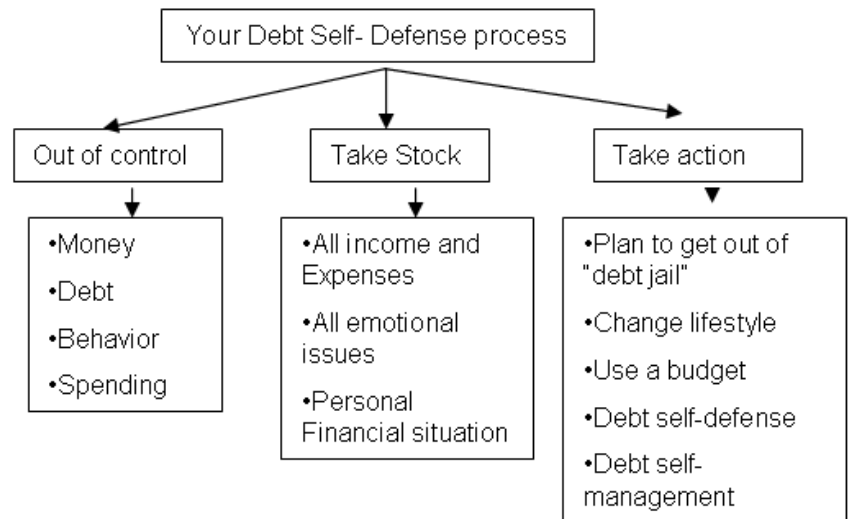 Your Debt Self- Defense process
Out of control
Take Stock
Take action
•Money
•Debt
•Behavior
•Spending
•All income and
Expenses
•All emotional
issues
•Personal
Financial situation
•Plan to get out of
"debt jail"
•Change lifestyle
•Use a budget
•Debt self-defense
•Debt self-
management